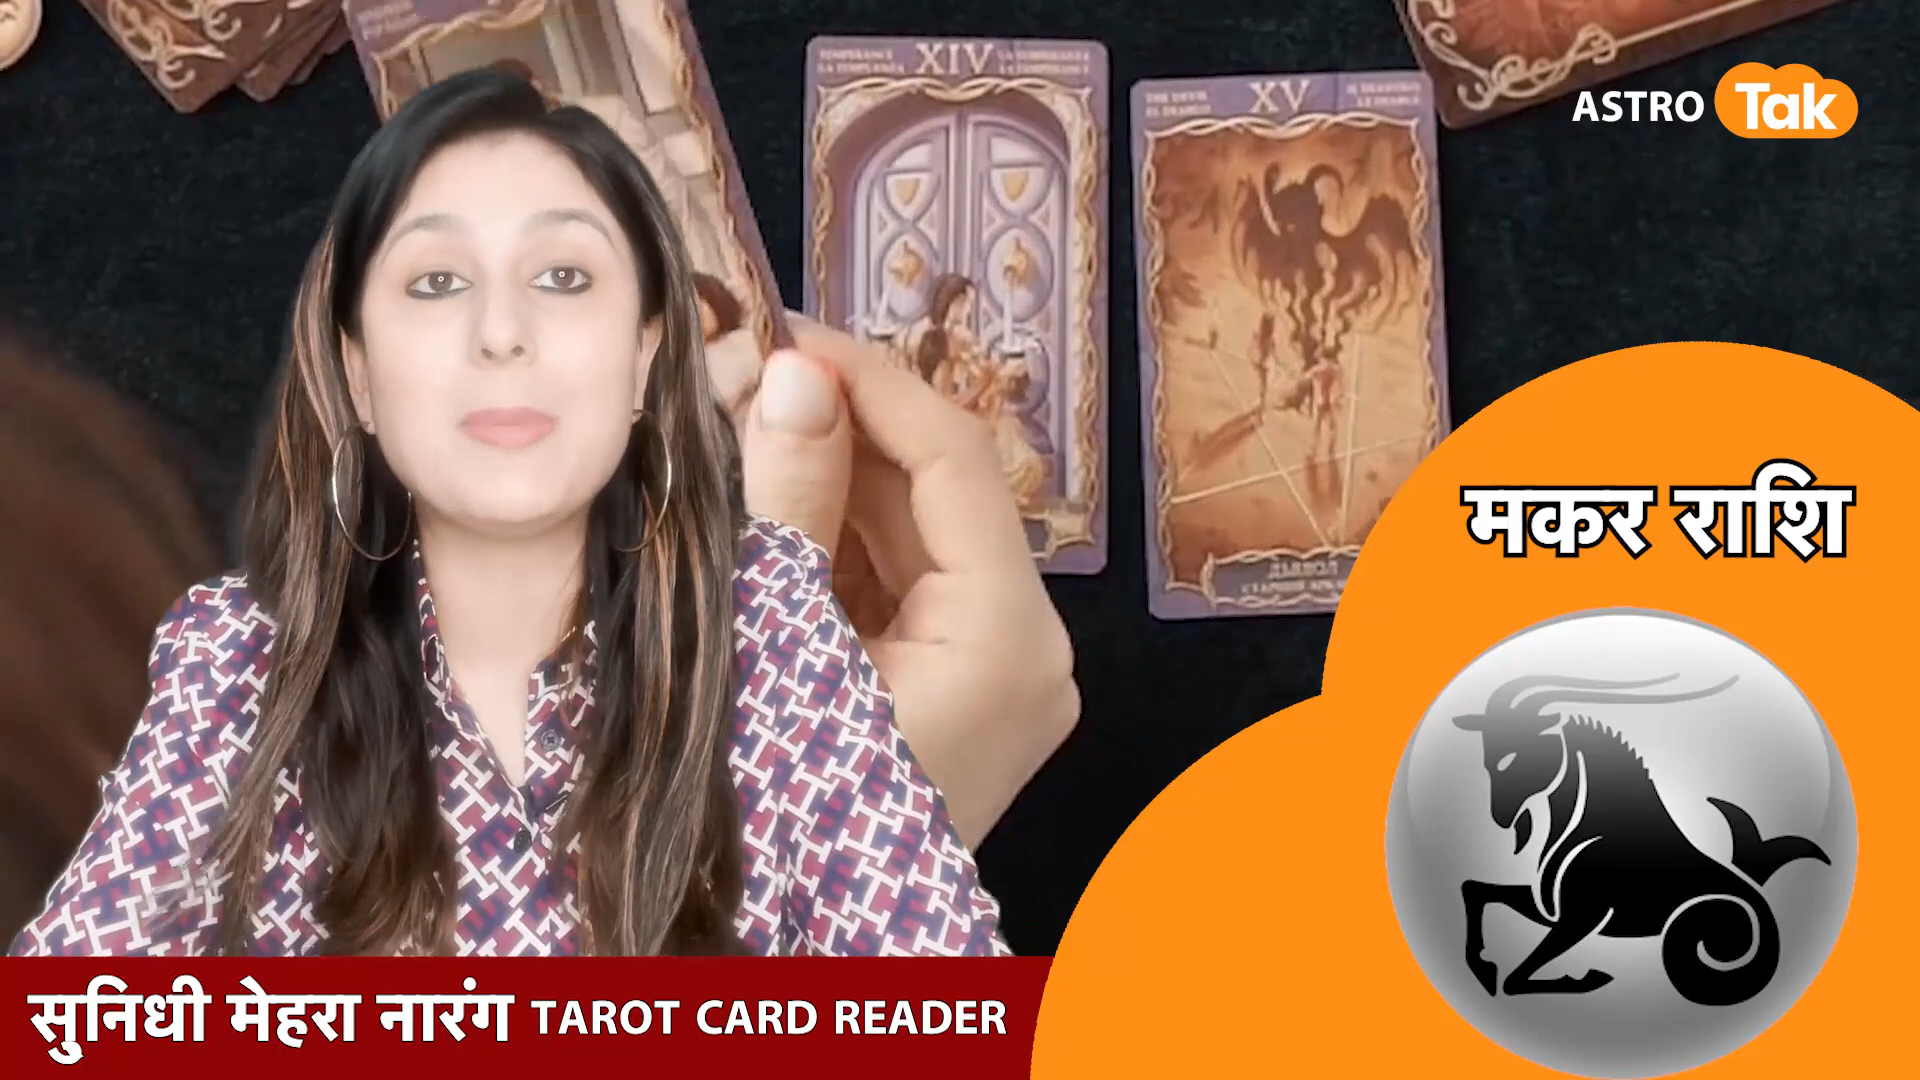 XIV
XV
ASTRO Tak
मकर राशि
सुनिधी मेहरा नारंग TAROT CARD READER